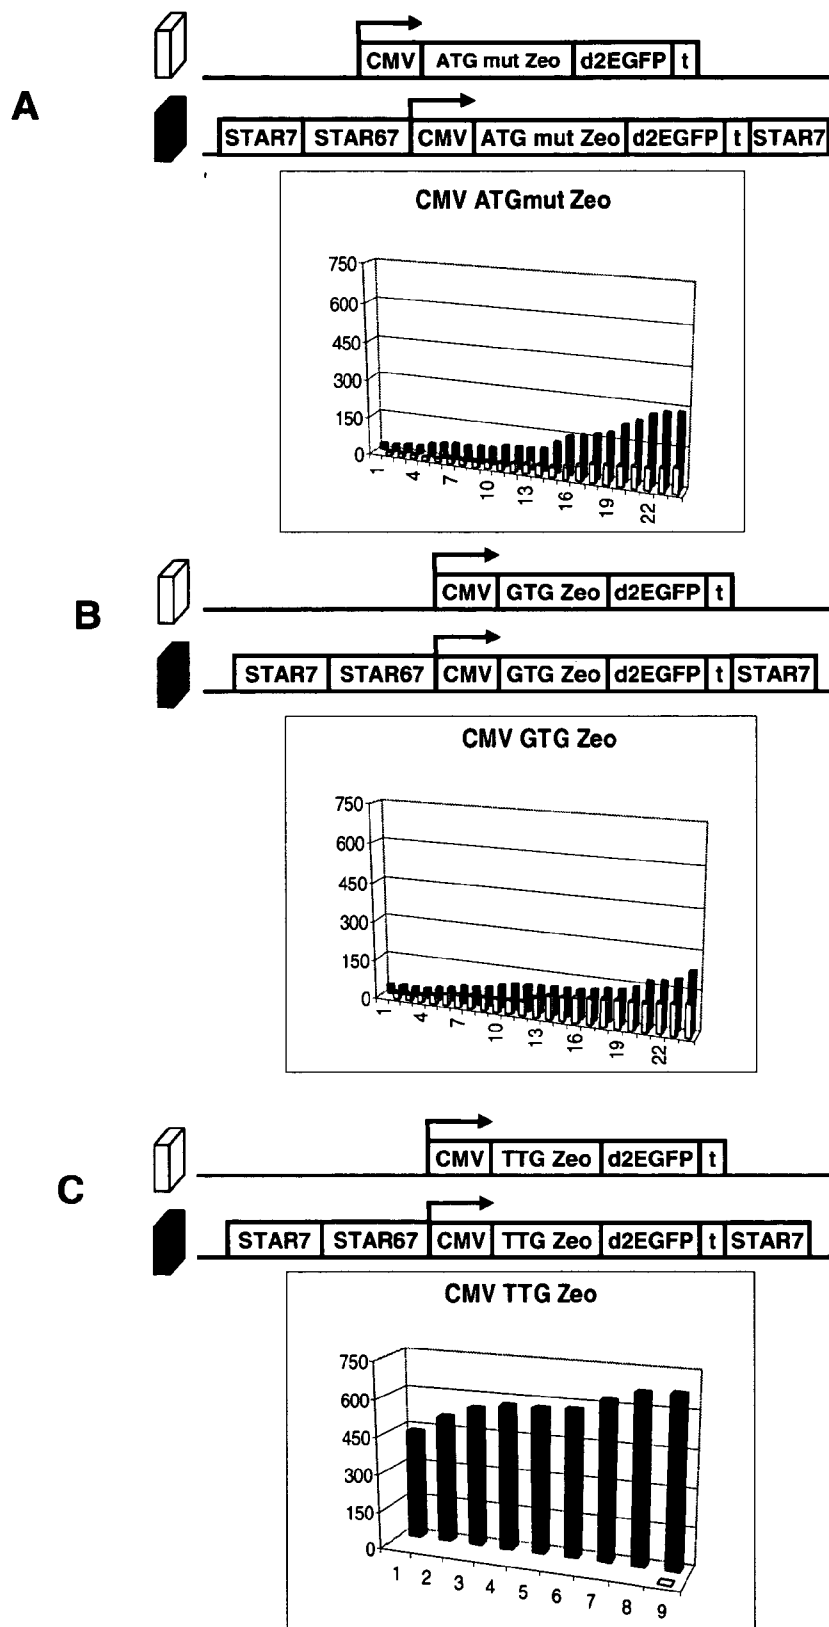 A
CMV ATG mut Zeo d2EGFP t
STAR7 STAR67 CMV ATG mut Zeo d2EGFP t STAR7
CMV ATGmut Zeo
750
600
450
300
150
0
1 4 7 10 13 16 19 22
B
CMV GTG Zeo d2EGFP t
STAR7 STAR67 CMV GTG Zeo d2EGFP t STAR7
CMV GTG Zeo
750
600
450
300
150
0
1 4 7 10 13 16 19 22
C
CMV TTG Zeo d2EGFP t
STAR7 STAR67 CMV TTG Zeo d2EGFP t STAR7
CMV TTG Zeo
750
600
450
300
150
0
1 2 3 4 5 6 7 8 9